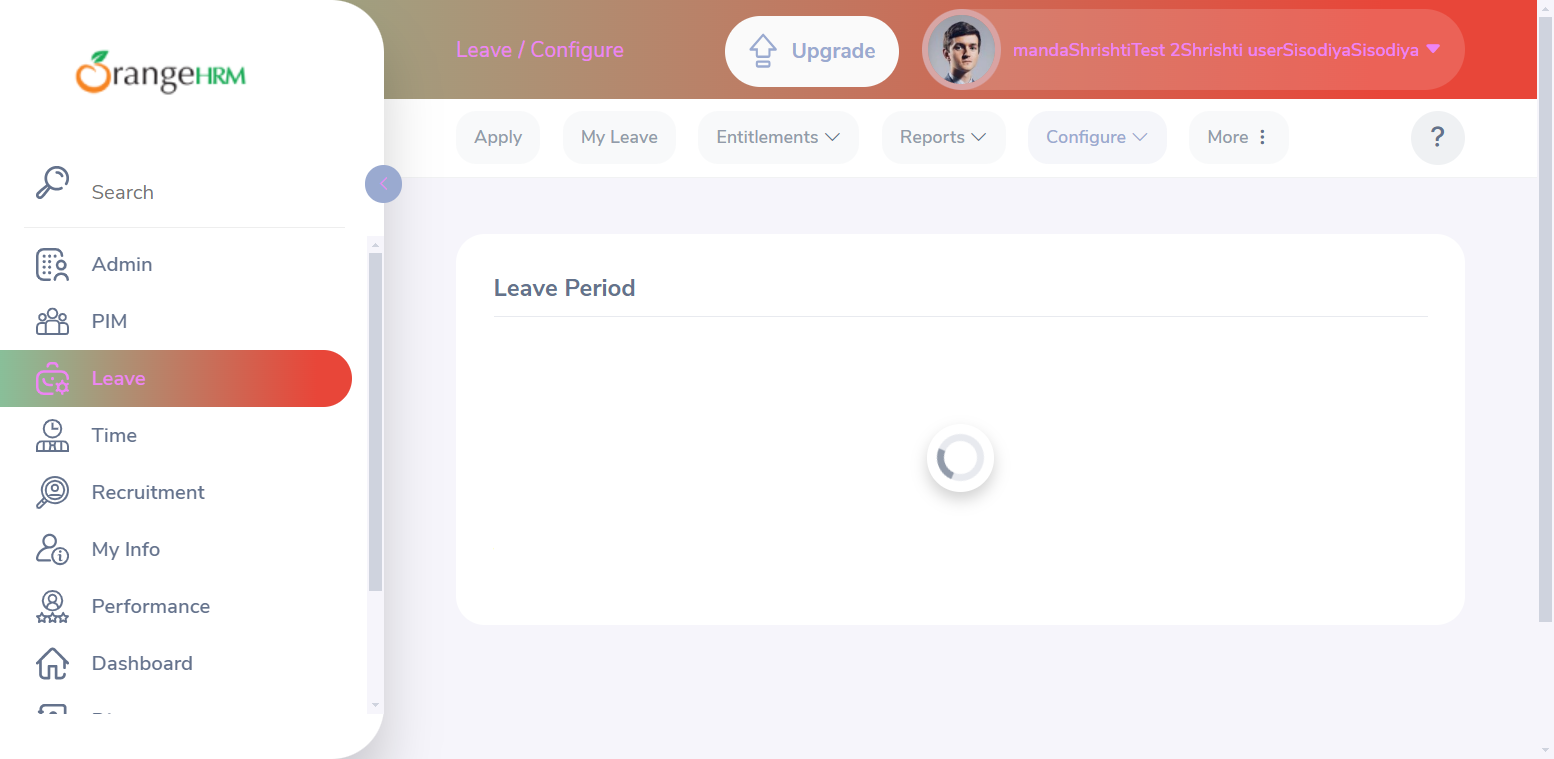 OrangeHRM
Leave / Configure
Upgrade
mandaShrishtiTest 2Shrishti userSisodiyaSisodiya
Apply
My Leave
Entitlements
Reports
Configure
More
?
Search
Admin
PIM
Leave
Time
Recruitment
My Info
Performance
Dashboard
Leave Period